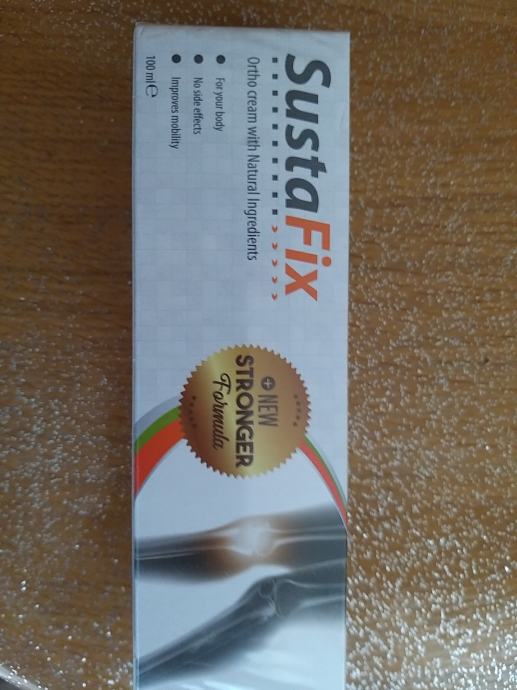 SustaFix
Ortho cream with Natural Ingredients
For your body
No side effects
Improves mobility
100 ml ℮
NEW
STRONGER
Formula